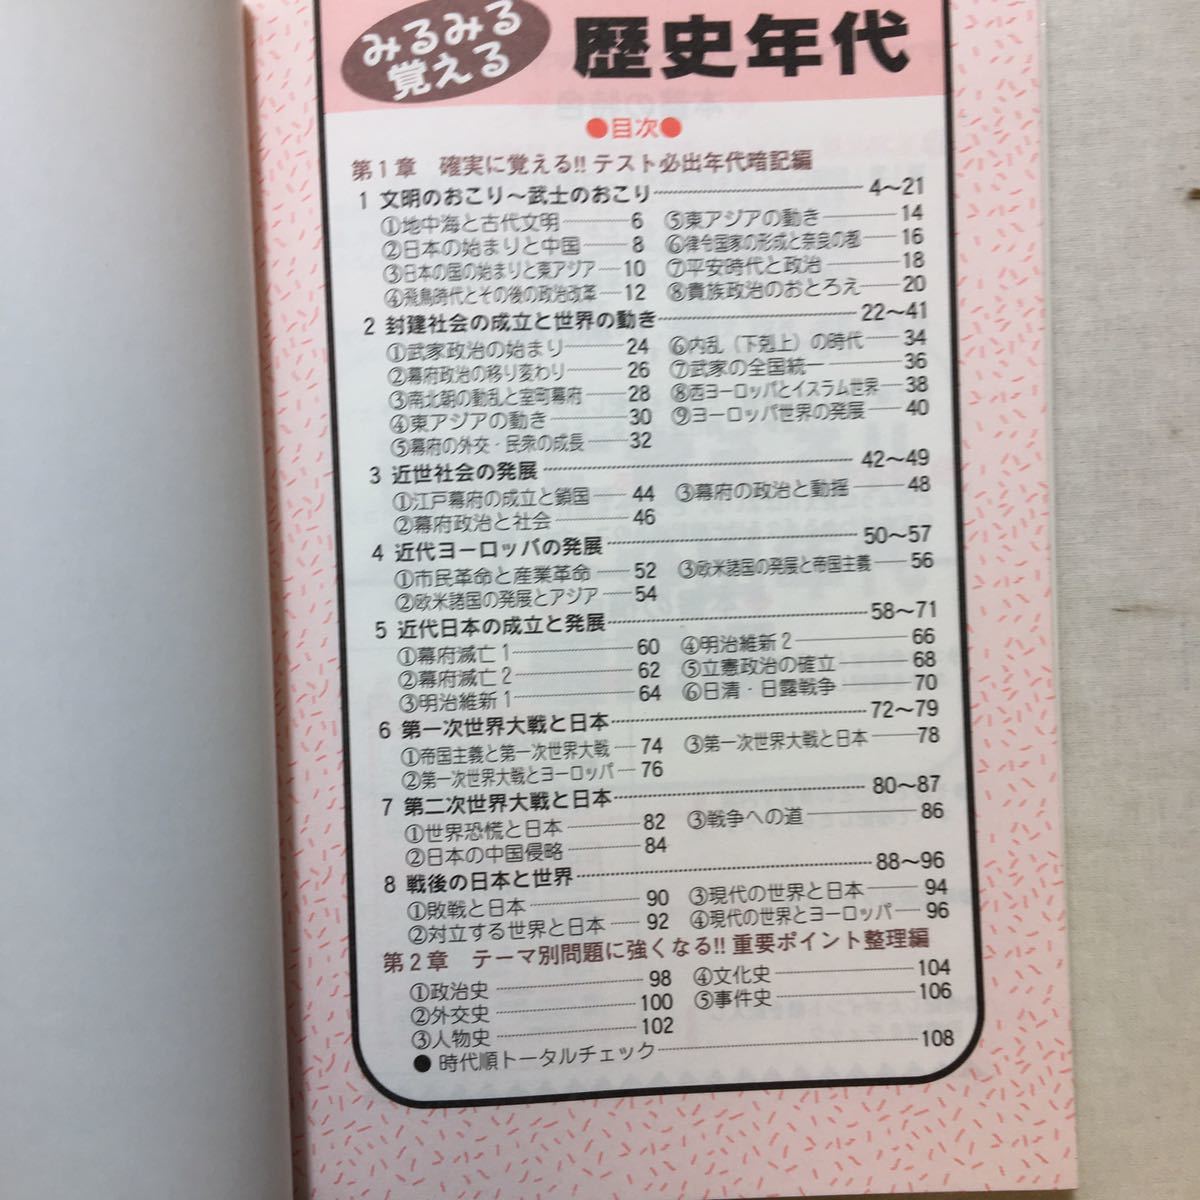 みるみる
覚える
歴史年代
●目次●
第1章 確実に覚える!! テスト必出年代暗記編
1 文明のおこり～武士のおこり 4～21
①地中海と古代文明 6
②日本の始まりと中国 8
③日本の国の始まりと東アジア 10
④飛鳥時代とその後の政治改革 12
⑤東アジアの動き 14
⑥律令国家の形成と奈良の都 16
⑦平安時代と政治 18
⑧貴族政治のおとろえ 20
2 封建社会の成立と世界の動き 22～41
①武家政治の始まり 24
②幕府政治の移り変わり 26
③南北朝の動乱と室町幕府 28
④東アジアの動き 30
⑤幕府の外交・民衆の成長 32
⑥内乱(下剋上)の時代 34
⑦武家の全国統一 36
⑧西ヨーロッパとイスラム世界 38
⑨ヨーロッパ世界の発展 40
3 近世社会の発展 42～49
①江戸幕府の成立と鎖国 44
②幕府政治と社会 46
③幕府の政治と動揺 48
4 近代ヨーロッパの発展 50～57
①市民革命と産業革命 52
②欧米諸国の発展とアジア 54
③欧米諸国の発展と帝国主義 56
5 近代日本の成立と発展 58～71
①幕府滅亡1 60
②幕府滅亡2 62
③明治維新1 64
④明治維新2 66
⑤立憲政治の確立 68
⑥日清・日露戦争 70
6 第一次世界大戦と日本 72～79
①帝国主義と第一次世界大戦 74
②第一次世界大戦とヨーロッパ 76
③第一次世界大戦と日本 78
7 第二次世界大戦と日本 80～87
①世界恐慌と日本 82
②日本の中国侵略 84
③戦争への道 86
8 戦後の日本と世界 88～96
①敗戦と日本 90
②対立する世界と日本 92
③現代の世界と日本 94
④現代の世界とヨーロッパ 96
第2章 テーマ別問題に強くなる!! 重要ポイント整理編
①政治史 98
②外交史 100
③人物史 102
④文化史 104
⑤事件史 106
● 時代順トータルチェック 108